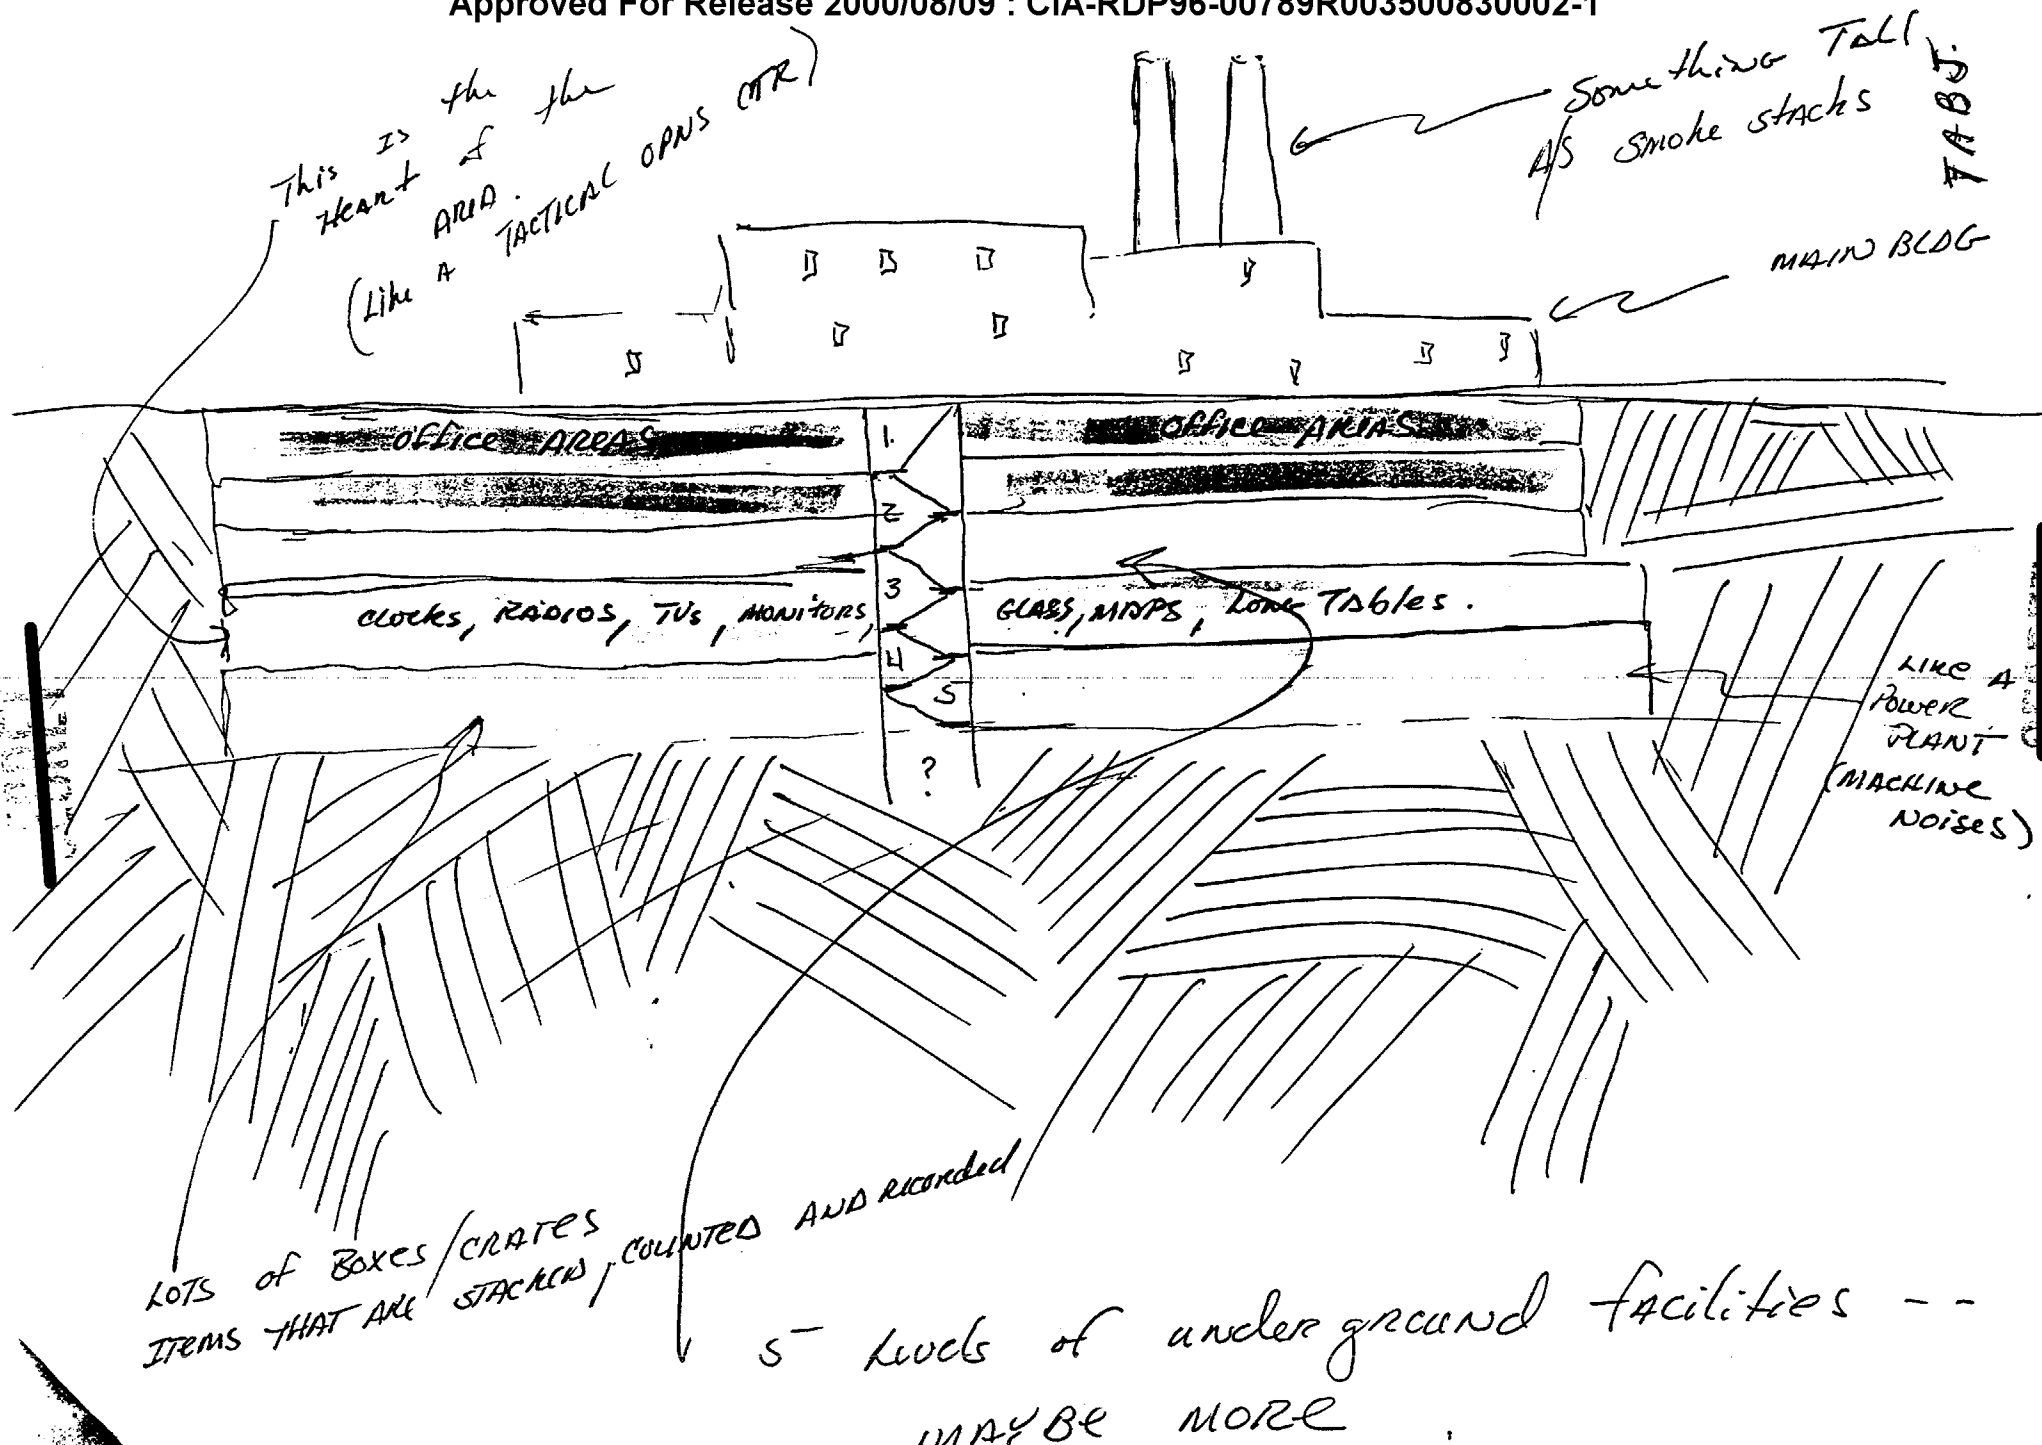 Approved For Release 2000/08/09 : CIA-RDP96-00789R003500830002-1
This is the
Heart of the
AREA.
(Like A TACTICAL OPNS CTR)
Something Tall
AS Smoke stacks
TAB J.
MAIN BLDG
office AREAS
1.
office AREAS
2
3
CLOCKS, RADIOS, TVs, MONITORS,
GLASS, MAPS, LONG TAbles.
4
5
?
LIKE A
POWER
PLANT
(MACHINE
NOISES)
LOTS of BOXES/CRATES
ITEMS THAT ARE STACKED, COUNTED AND Recorded
5 Levels of underground facilities --
MAYBE MORE.